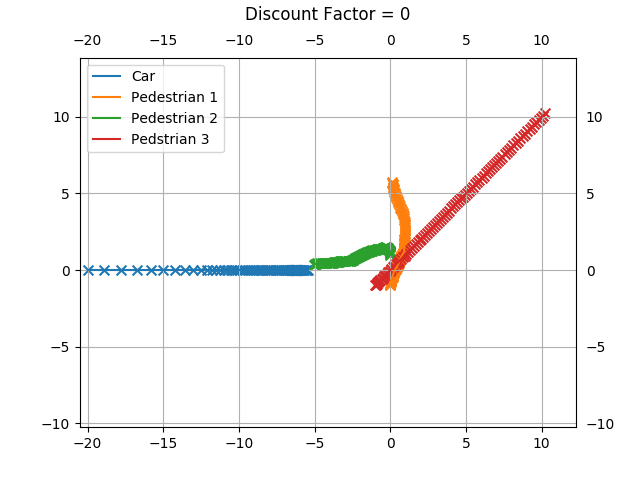 Discount Factor = 0
−20 −15 −10 −5 0 5 10
Car
Pedestrian 1
Pedestrian 2
Pedstrian 3
10 10
5 5
0 0
−5 −5
−10 −10
−20 −15 −10 −5 0 5 10